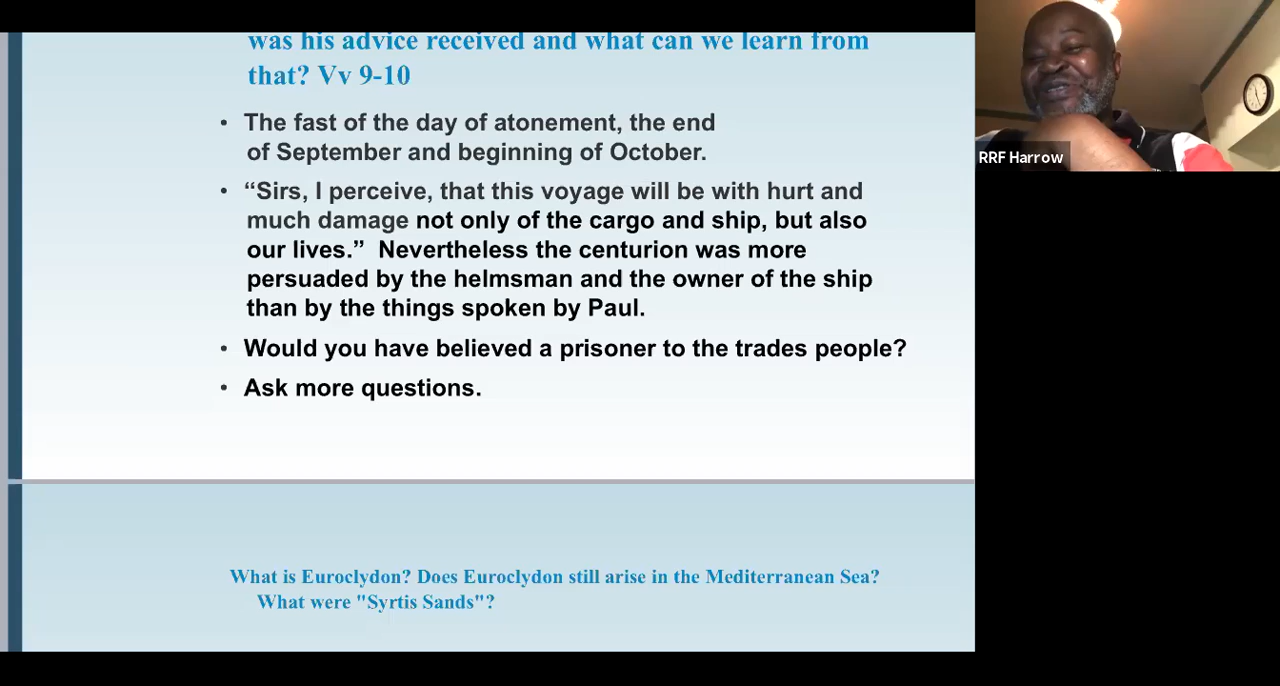 was his advice received and what can we learn from
that? Vv 9-10
• The fast of the day of atonement, the end
of September and beginning of October.
• “Sirs, I perceive, that this voyage will be with hurt and
much damage not only of the cargo and ship, but also
our lives.” Nevertheless the centurion was more
persuaded by the helmsman and the owner of the ship
than by the things spoken by Paul.
• Would you have believed a prisoner to the trades people?
• Ask more questions.
What is Euroclydon? Does Euroclydon still arise in the Mediterranean Sea?
What were "Syrtis Sands"?
RRF Harrow